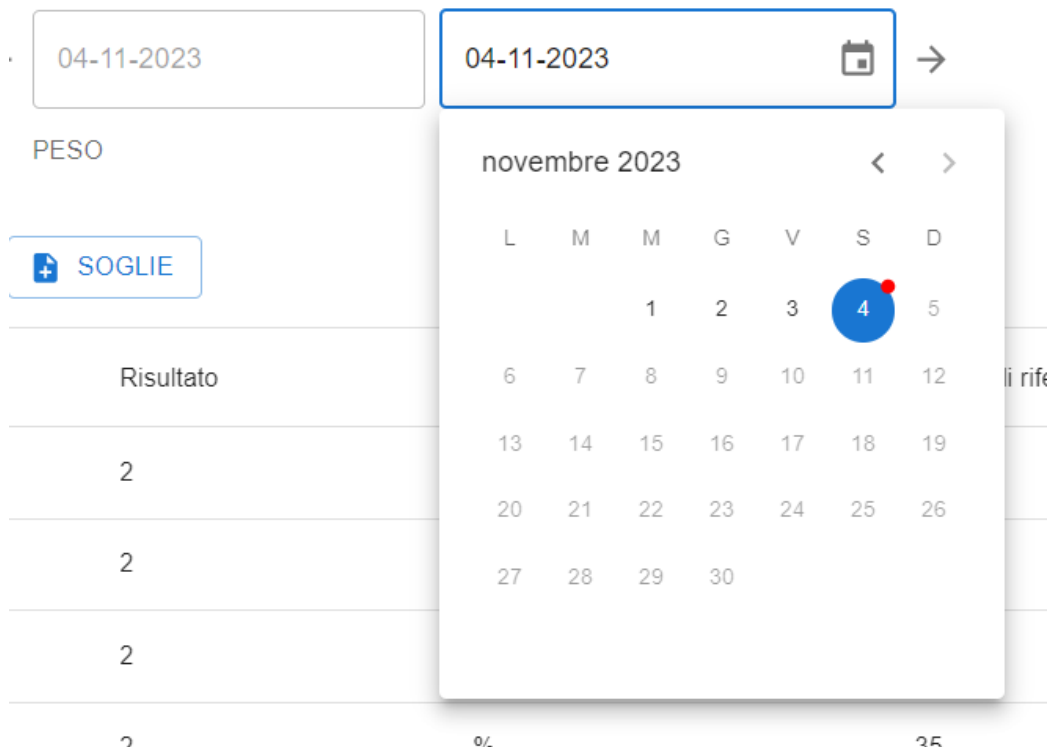 04-11-2023
04-11-2023
PESO
novembre 2023
L M M G V S D
SOGLIE
1 2 3 4 5
Risultato
6 7 8 9 10 11 12
13 14 15 16 17 18 19
2
20 21 22 23 24 25 26
2
27 28 29 30
2
2 % 35